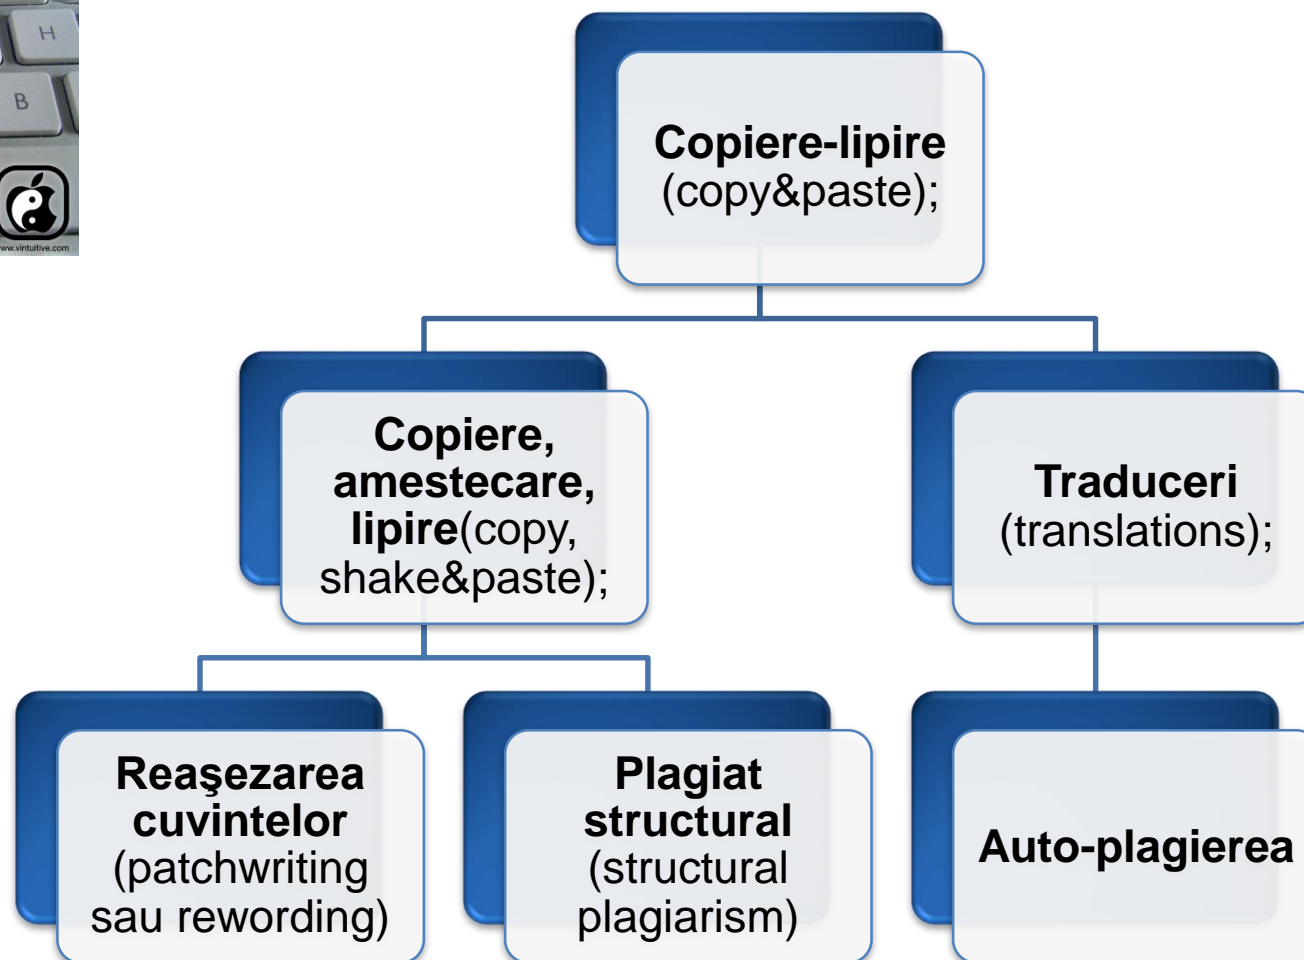 H
B
www.vintuitive.com
Copiere-lipire
(copy&paste);
Copiere,
amestecare,
lipire(copy,
shake&paste);
Traduceri
(translations);
Reaşezarea
cuvintelor
(patchwriting
sau rewording)
Plagiat
structural
(structural
plagiarism)
Auto-plagierea